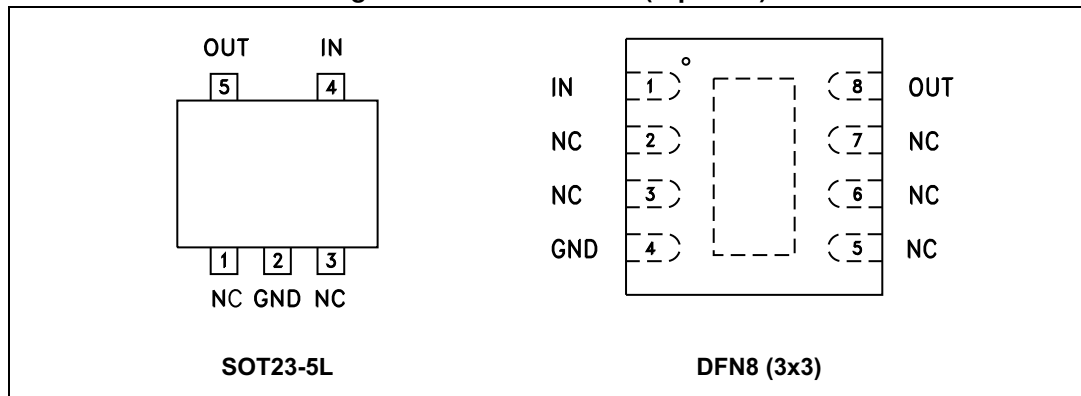 OUT IN
5 4
1 2 3
NC GND NC
SOT23-5L
IN 1 8 OUT
NC 2 7 NC
NC 3 6 NC
GND 4 5 NC
DFN8 (3x3)